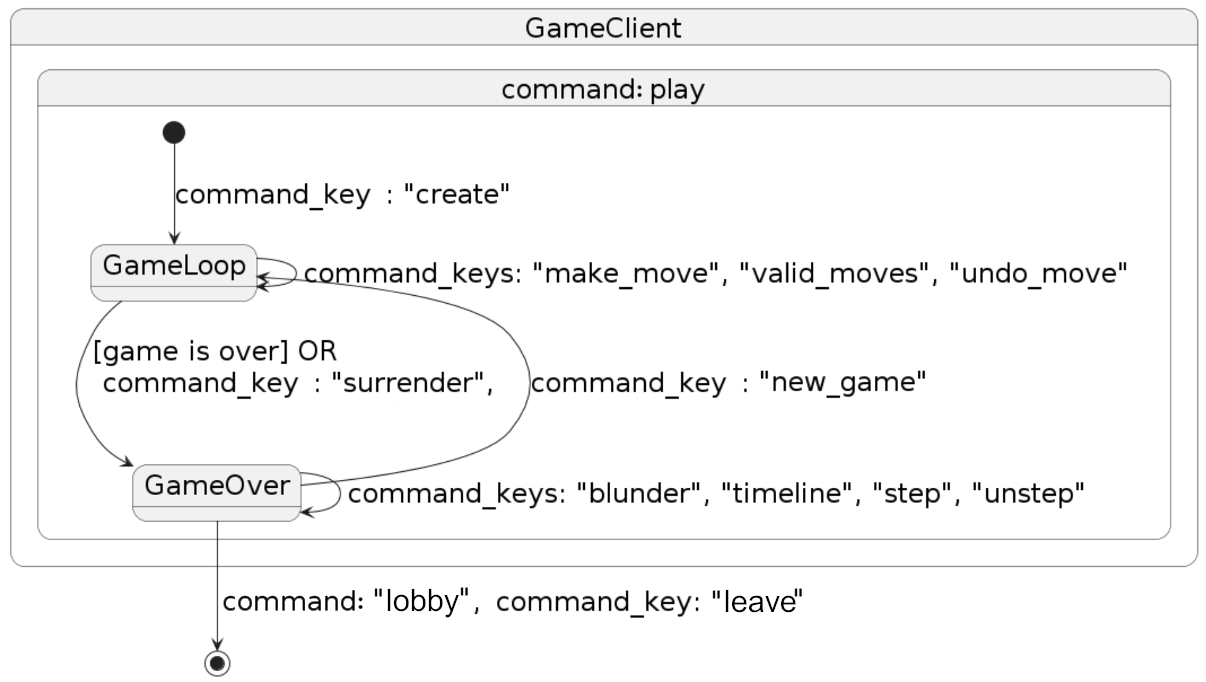 GameClient
command: play
command_key : "create"
GameLoop
command_keys: "make_move", "valid_moves", "undo_move"
[game is over] OR
command_key : "surrender",
command_key : "new_game"
GameOver
command_keys: "blunder", "timeline", "step", "unstep"
command: "lobby", command_key: "leave"